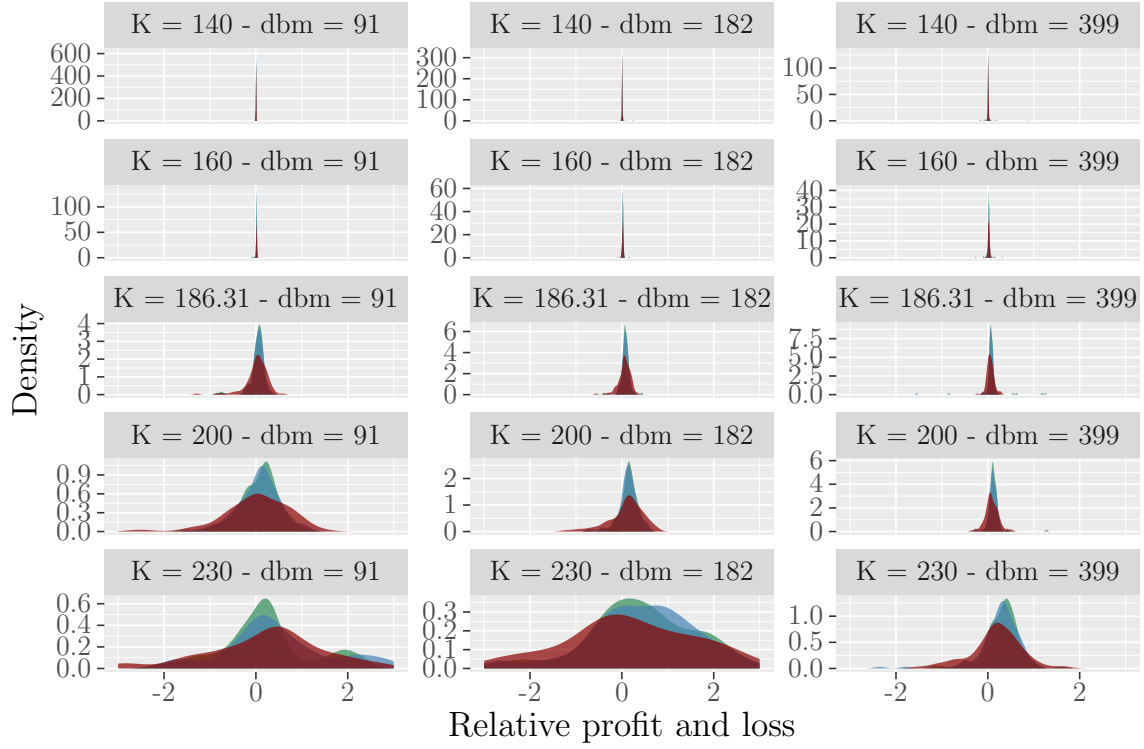 K = 140 - dbm = 91
K = 140 - dbm = 182
K = 140 - dbm = 399
600
400
200
0
300
200
100
0
100
50
0
K = 160 - dbm = 91
K = 160 - dbm = 182
K = 160 - dbm = 399
100
50
0
60
40
20
0
40
30
20
10
0
K = 186.31 - dbm = 91
K = 186.31 - dbm = 182
K = 186.31 - dbm = 399
4
3
2
1
0
6
4
2
0
7.5
5.0
2.5
0.0
K = 200 - dbm = 91
K = 200 - dbm = 182
K = 200 - dbm = 399
0.9
0.6
0.3
0.0
2
1
0
6
4
2
0
K = 230 - dbm = 91
K = 230 - dbm = 182
K = 230 - dbm = 399
0.6
0.4
0.2
0.0
0.3
0.2
0.1
0.0
1.0
0.5
0.0
-2 0 2
-2 0 2
-2 0 2
Density
Relative profit and loss